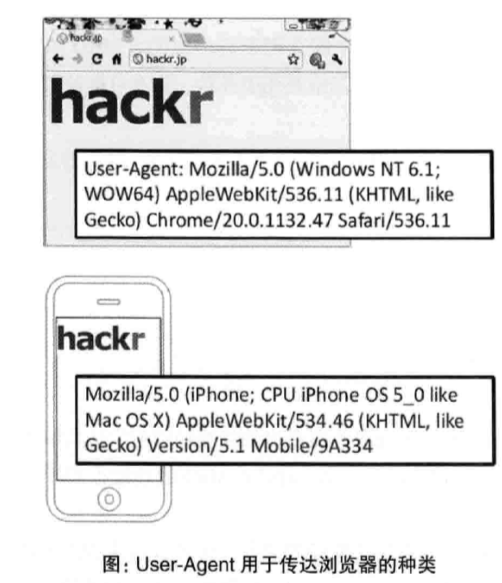 hackr.jp
hackr.jp
hackr
User-Agent: Mozilla/5.0 (Windows NT 6.1;
WOW64) AppleWebKit/536.11 (KHTML, like
Gecko) Chrome/20.0.1132.47 Safari/536.11
hackr
Mozilla/5.0 (iPhone; CPU iPhone OS 5_0 like
Mac OS X) AppleWebKit/534.46 (KHTML, like
Gecko) Version/5.1 Mobile/9A334
图：User-Agent 用于传达浏览器的种类